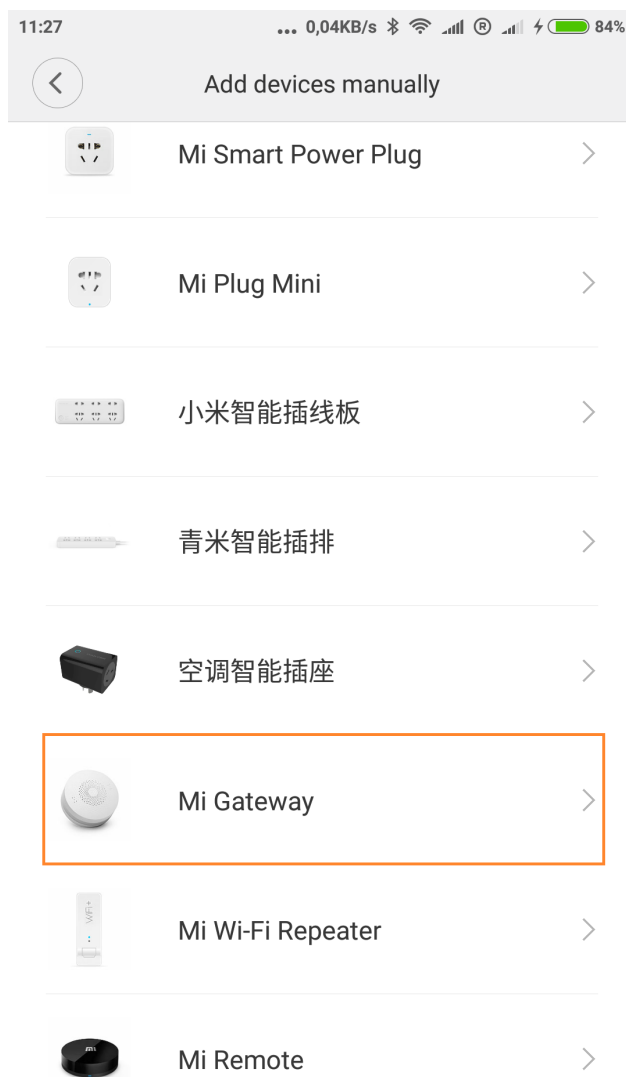 11:27 ... 0,04KB/s ® 84%
Add devices manually
Mi Smart Power Plug
Mi Plug Mini
小米智能插线板
青米智能插排
空调智能插座
Mi Gateway
WiFi+
Mi Wi-Fi Repeater
mi
Mi Remote